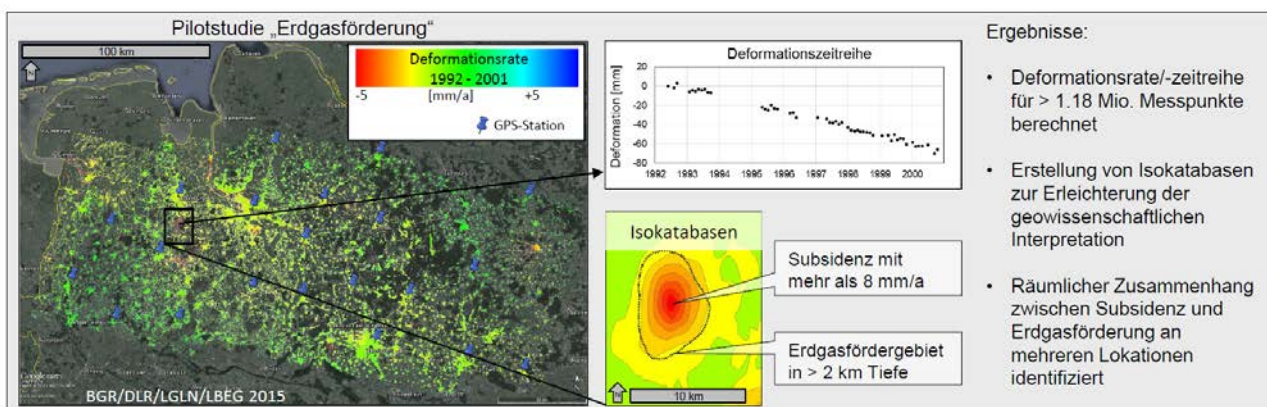 Pilotstudie „Erdgasförderung“
100 km
N
Deformationsrate
1992 - 2001
-5 [mm/a] +5
GPS-Station
BGR/DLR/LGLN/LBEG 2015
Deformationszeitreihe
Deformation [mm]
20
0
-20
-40
-60
-80
1992 1993 1994 1995 1996 1997 1998 1999 2000
Isokatabasen
N
10 km
Subsidenz mit
mehr als 8 mm/a
Erdgasfördergebiet
in > 2 km Tiefe
Ergebnisse:
• Deformationsrate/-zeitreihe
für > 1.18 Mio. Messpunkte
berechnet
• Erstellung von Isokatabasen
zur Erleichterung der
geowissenschaftlichen
Interpretation
• Räumlicher Zusammenhang
zwischen Subsidenz und
Erdgasförderung an
mehreren Lokationen
identifiziert